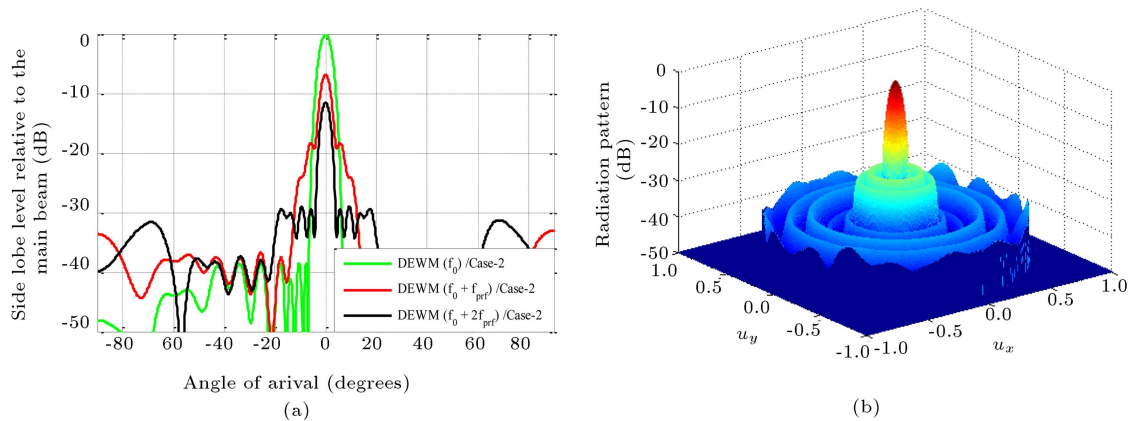 Side lobe level relative to the
main beam (dB)
0
-10
-20
-30
-40
-50
-80 -60 -40 -20 0 20 40 60 80
DEWM (f0) /Case-2
DEWM (f0 + fprf) /Case-2
DEWM (f0 + 2fprf) /Case-2
Angle of arival (degrees)
(a)
Radiation pattern
(dB)
0
-10
-20
-30
-40
-50
1.0
0.5
0.0
-0.5
-1.0
uy
-1.0
-0.5
0.0
0.5
1.0
ux
(b)